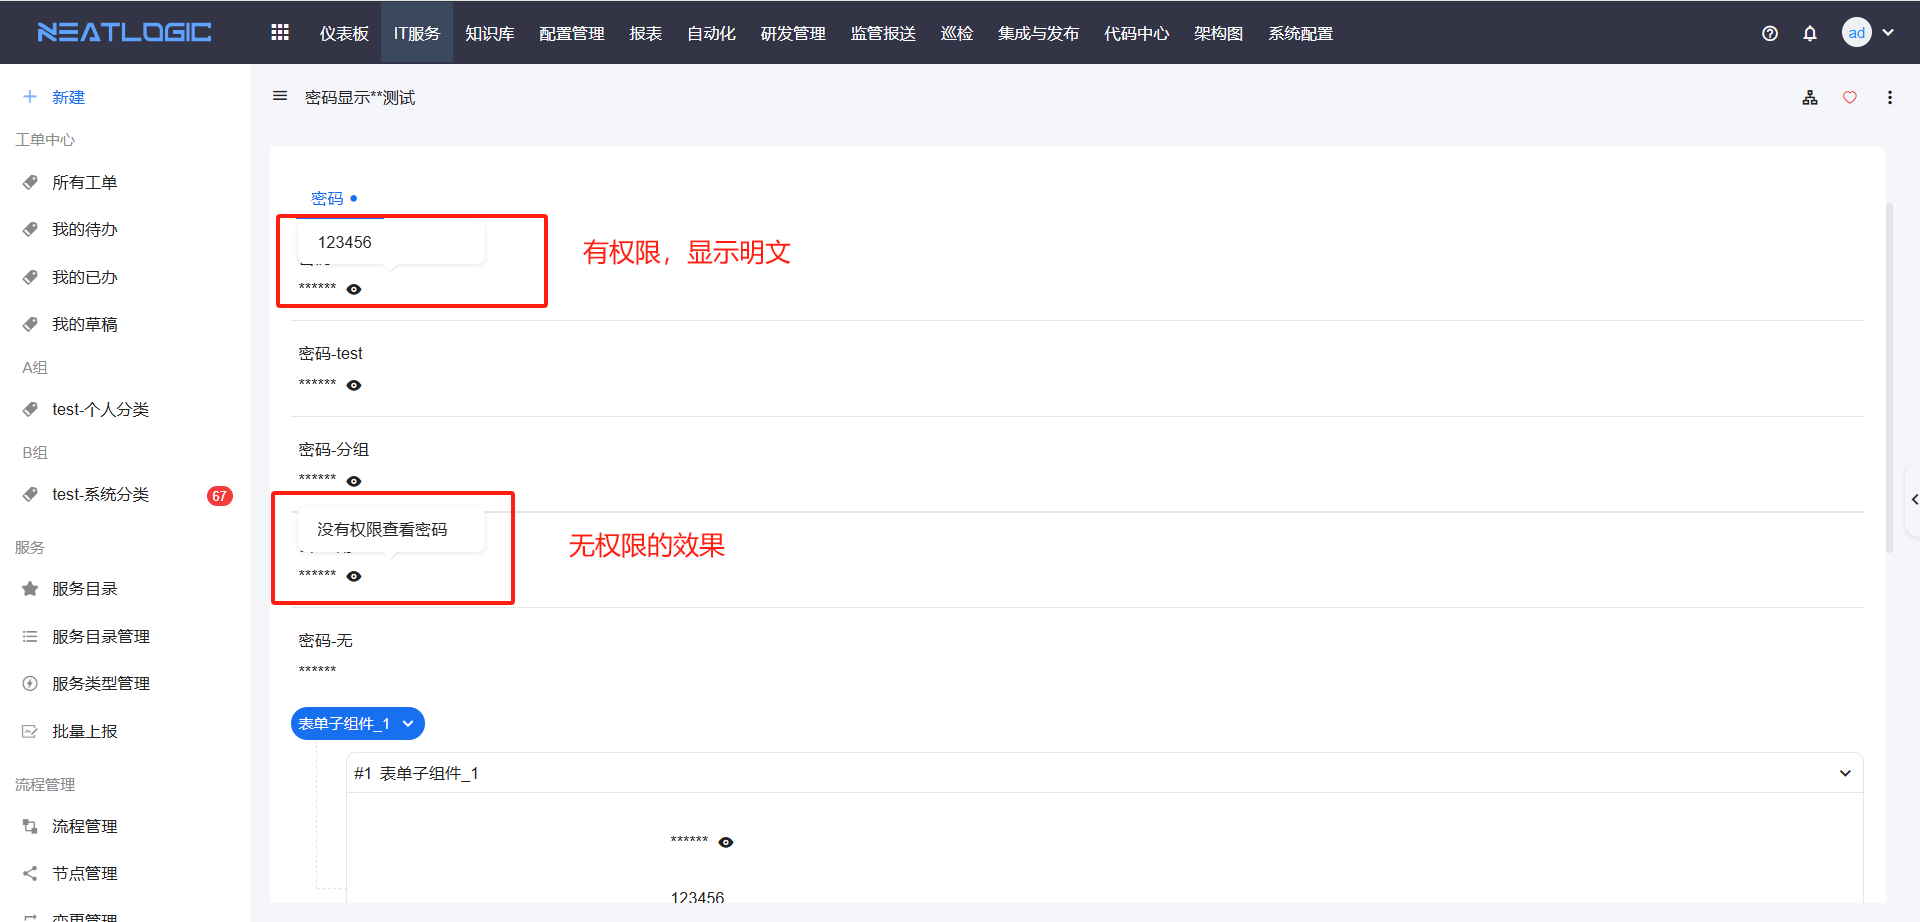 NEATLOGIC
仪表板 IT服务 知识库 配置管理 报表 自动化 研发管理 监管报送 巡检 集成与发布 代码中心 架构图 系统配置
ad
新建
密码显示**测试
工单中心
所有工单
我的待办
我的已办
我的草稿
A组
test-个人分类
B组
test-系统分类 67
服务
服务目录
服务目录管理
服务类型管理
批量上报
流程管理
流程管理
节点管理
变更管理
密码
123456
有权限，显示明文
******
密码-test
******
密码-分组
******
没有权限查看密码
无权限的效果
******
密码-无
******
表单子组件_1
#1 表单子组件_1
******
123456